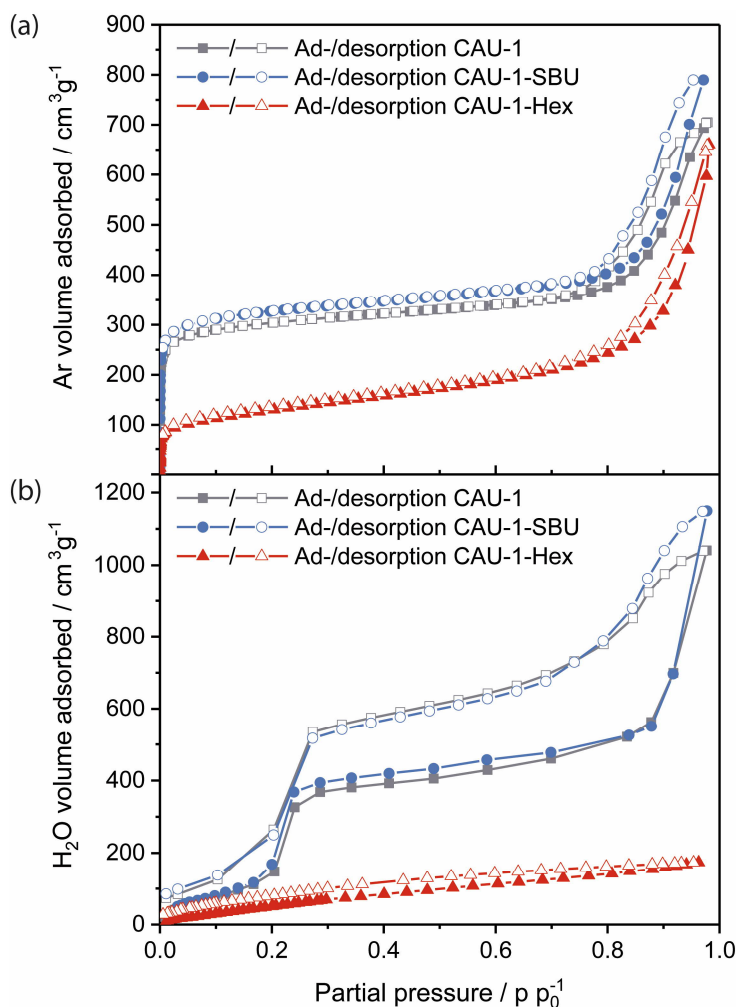 (a)
900
800
700
600
500
400
300
200
100
Ar volume adsorbed / cm³g⁻¹
/ Ad-/desorption CAU-1
/ Ad-/desorption CAU-1-SBU
/ Ad-/desorption CAU-1-Hex
(b)
1200
1000
800
600
400
200
0
H₂O volume adsorbed / cm³g⁻¹
/ Ad-/desorption CAU-1
/ Ad-/desorption CAU-1-SBU
/ Ad-/desorption CAU-1-Hex
0.0 0.2 0.4 0.6 0.8 1.0
Partial pressure / p p₀⁻¹